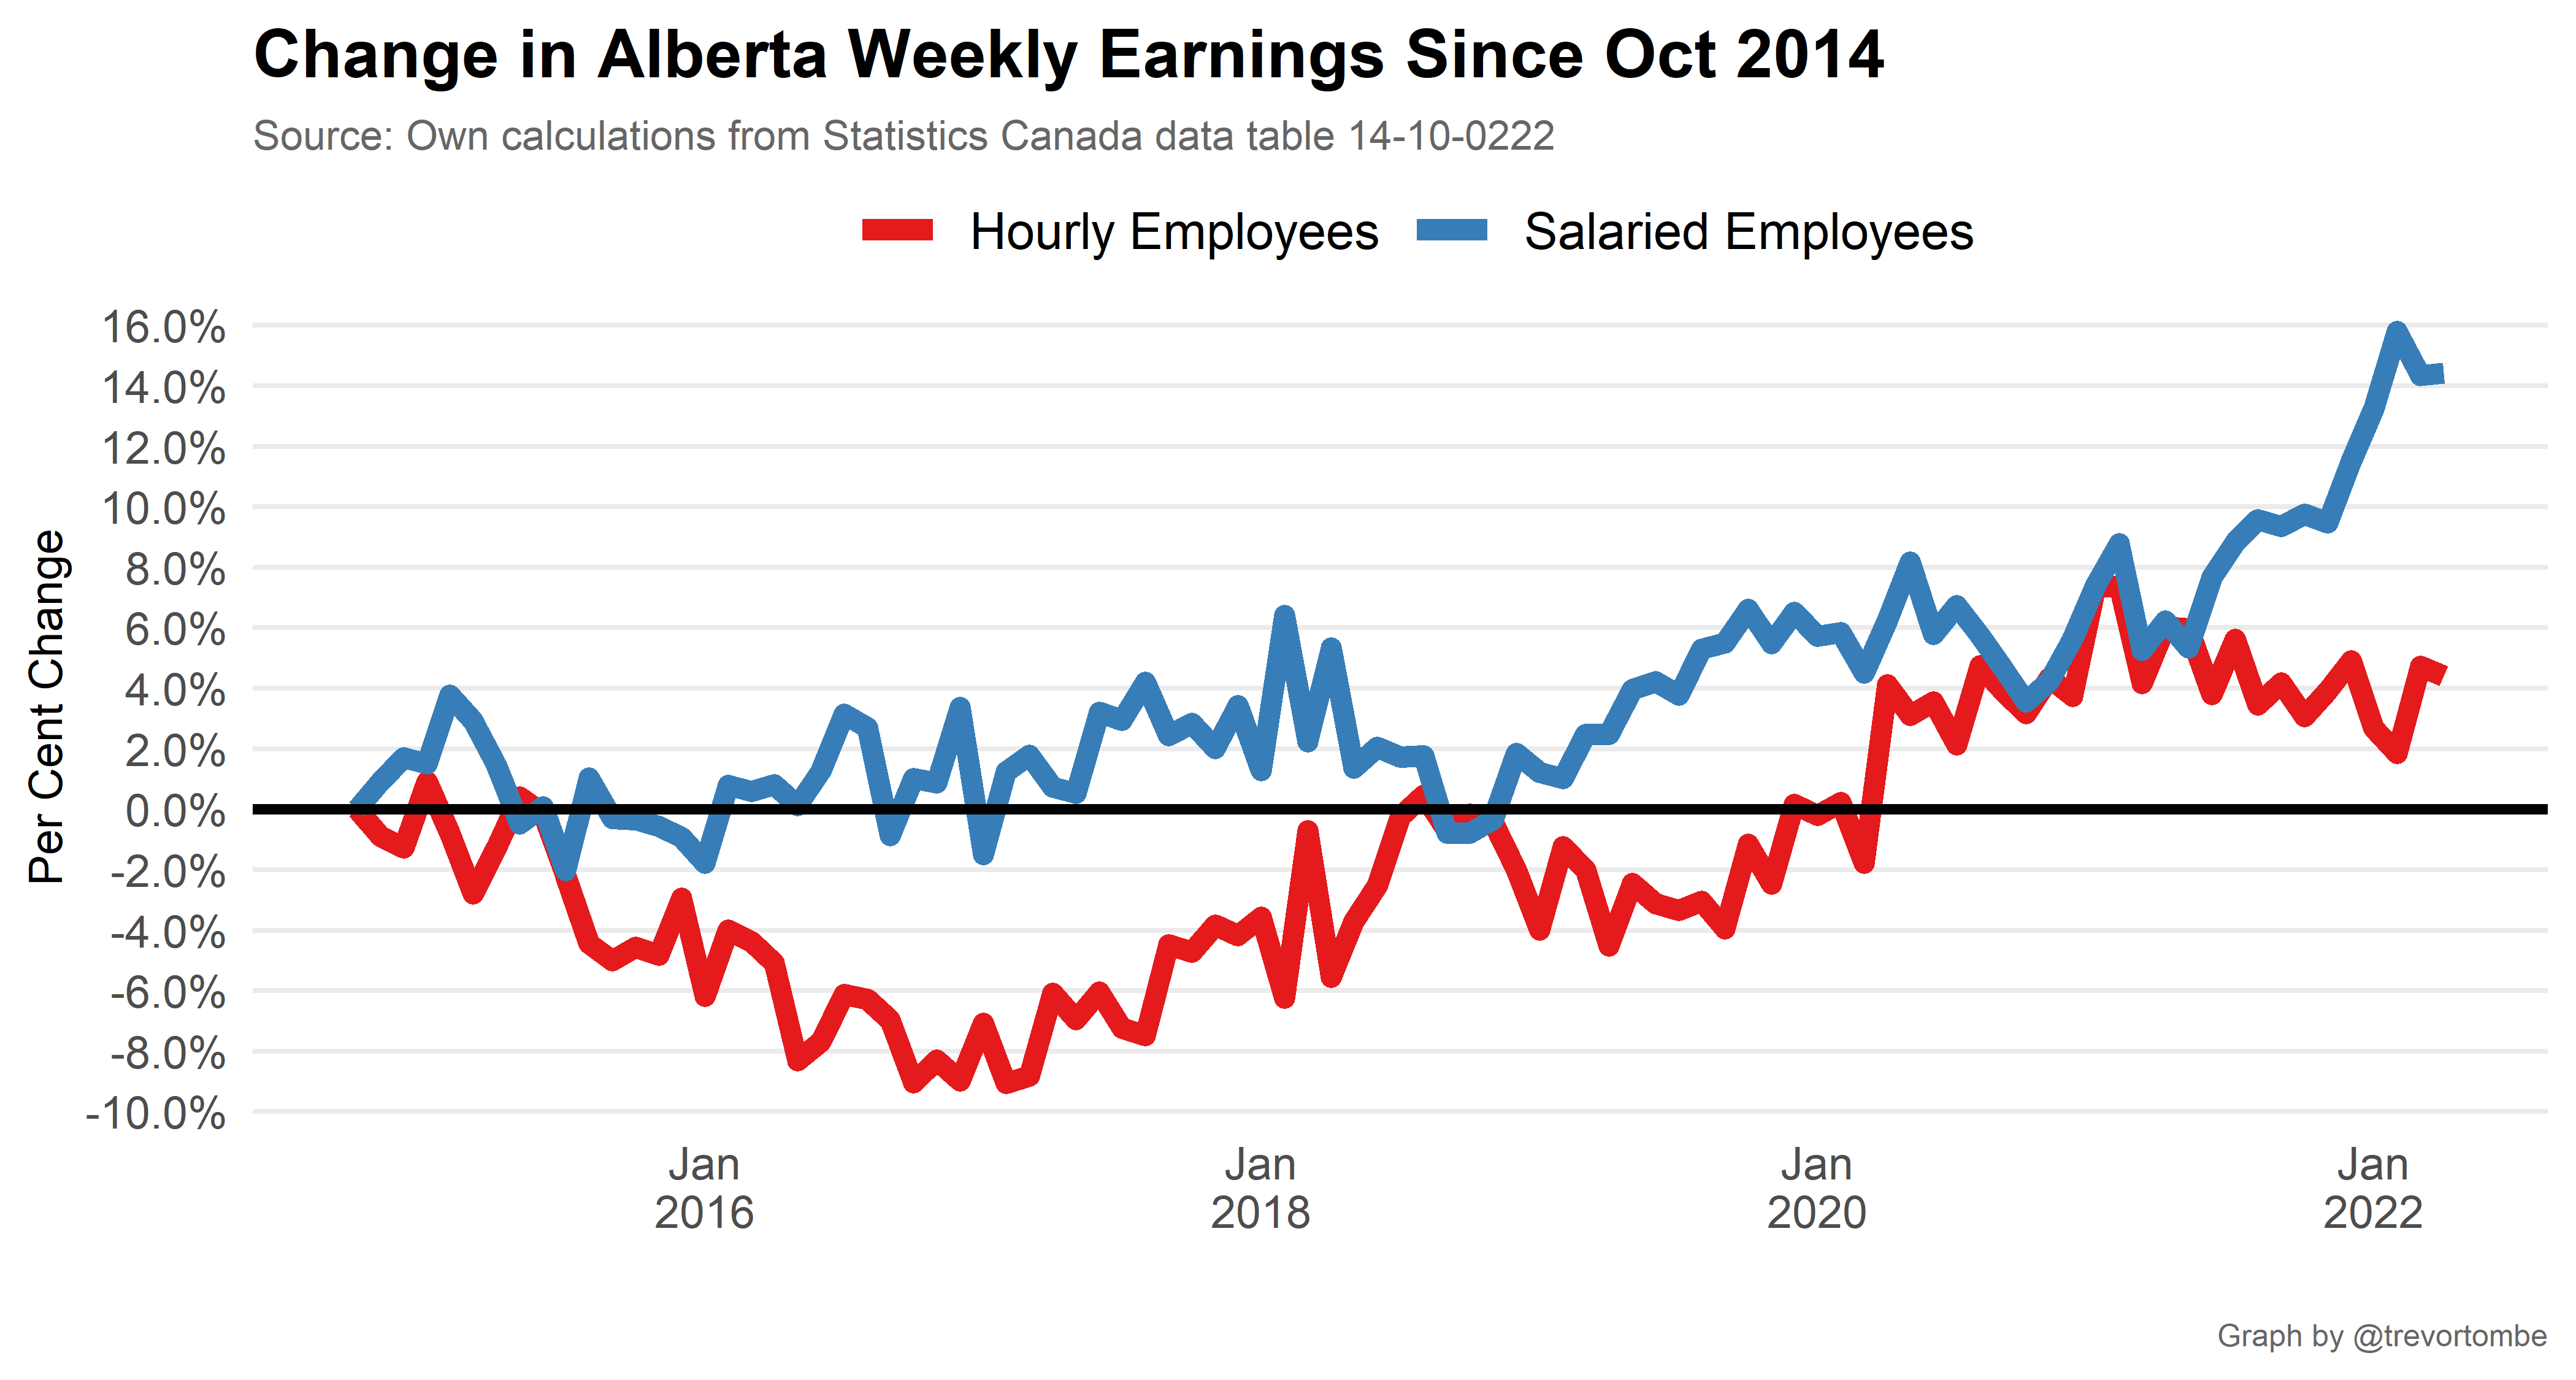 Change in Alberta Weekly Earnings Since Oct 2014
Source: Own calculations from Statistics Canada data table 14-10-0222
Hourly Employees
Salaried Employees
Per Cent Change
16.0%
14.0%
12.0%
10.0%
8.0%
6.0%
4.0%
2.0%
0.0%
-2.0%
-4.0%
-6.0%
-8.0%
-10.0%
Jan
2016
Jan
2018
Jan
2020
Jan
2022
Graph by @trevortombe